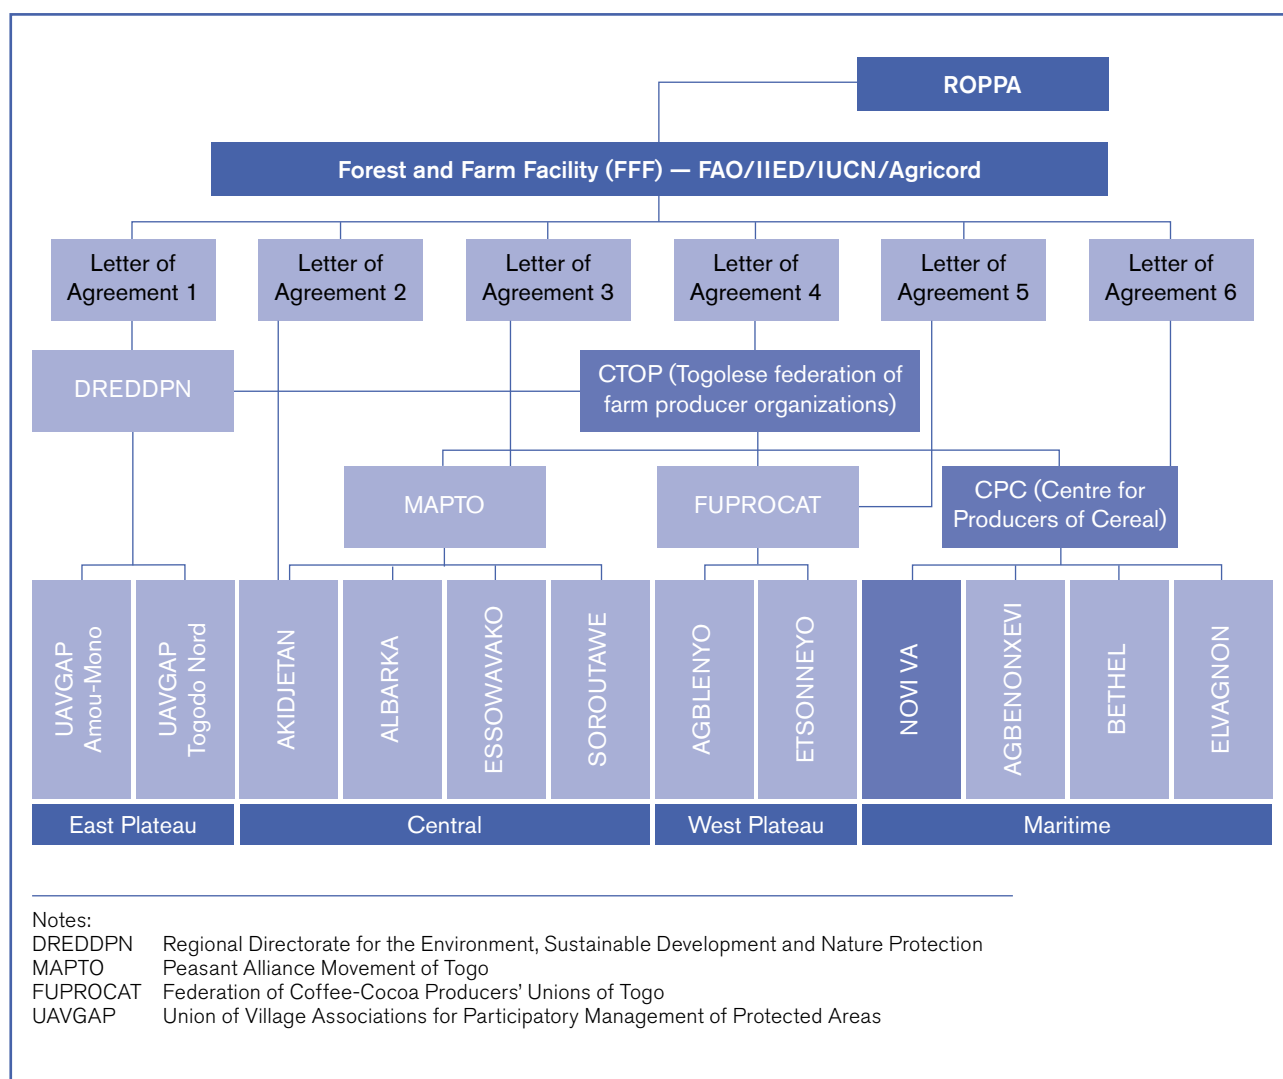 ROPPA
Forest and Farm Facility (FFF) — FAO/IIED/IUCN/Agricord
Letter of
Agreement 1
Letter of
Agreement 2
Letter of
Agreement 3
Letter of
Agreement 4
Letter of
Agreement 5
Letter of
Agreement 6
DREDDPN
CTOP (Togolese federation of
farm producer organizations)
MAPTO
FUPROCAT
CPC (Centre for
Producers of Cereal)
UAVGAP
Amou-Mono
UAVGAP
Togodo Nord
AKIDJETAN
ALBARKA
ESSOWAVAKO
SOROUTAWE
AGBLENYO
ETSONNEYO
NOVI VA
AGBENONXEVI
BETHEL
ELVAGNON
East Plateau
Central
West Plateau
Maritime
Notes:
DREDDPN Regional Directorate for the Environment, Sustainable Development and Nature Protection
MAPTO Peasant Alliance Movement of Togo
FUPROCAT Federation of Coffee-Cocoa Producers’ Unions of Togo
UAVGAP Union of Village Associations for Participatory Management of Protected Areas